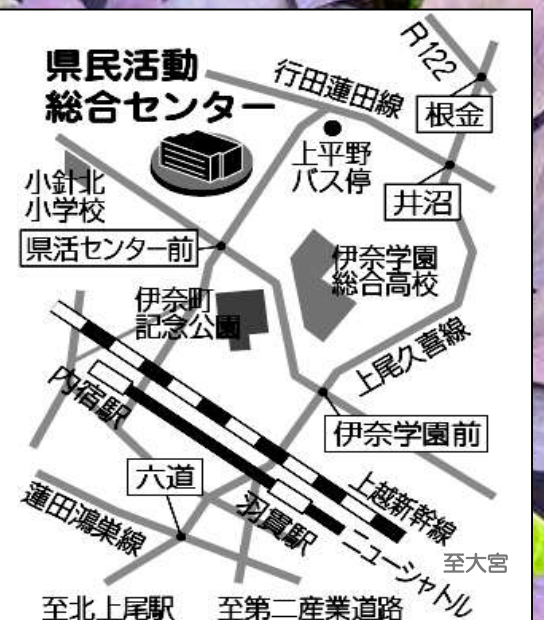 県民活動
総合センター
R122
行田蓮田線
根金
上平野
バス停
井沼
小針北
小学校
県活センター前
伊奈学園
総合高校
伊奈町
記念公園
上尾久喜線
内宿駅
伊奈学園前
六道
羽貫駅
上越新幹線
蓮田鴻巣線
ニューシャトル
至大宮
至北上尾駅
至第二産業道路